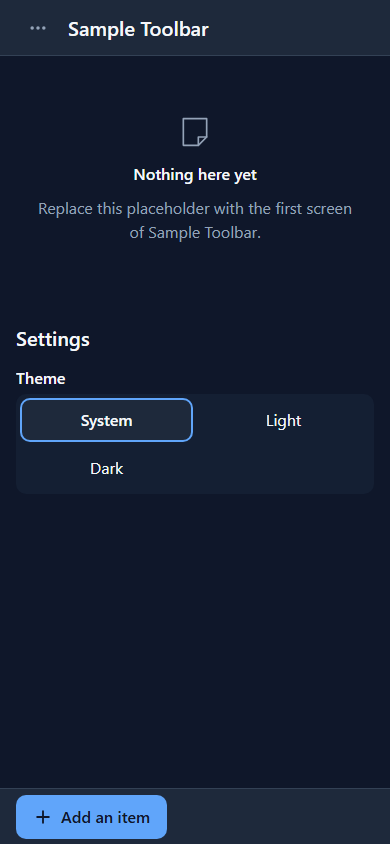 Sample Toolbar
Nothing here yet
Replace this placeholder with the first screen
of Sample Toolbar.
Settings
Theme
System
Light
Dark
Add an item